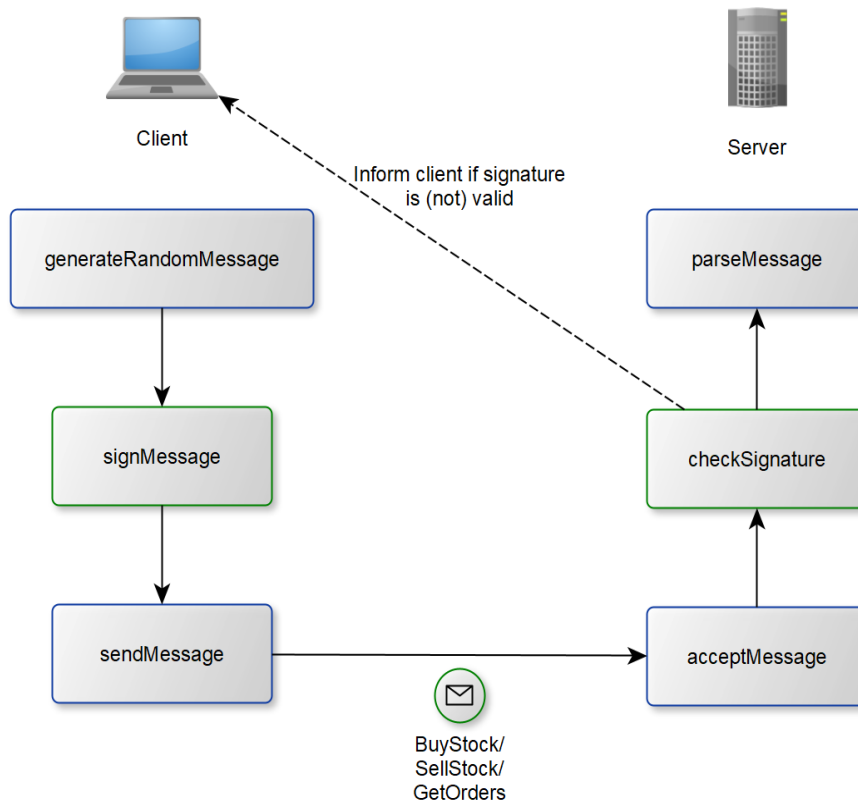 Client
Server
Inform client if signature
is (not) valid
generateRandomMessage
parseMessage
signMessage
checkSignature
sendMessage
acceptMessage
BuyStock/
SellStock/
GetOrders